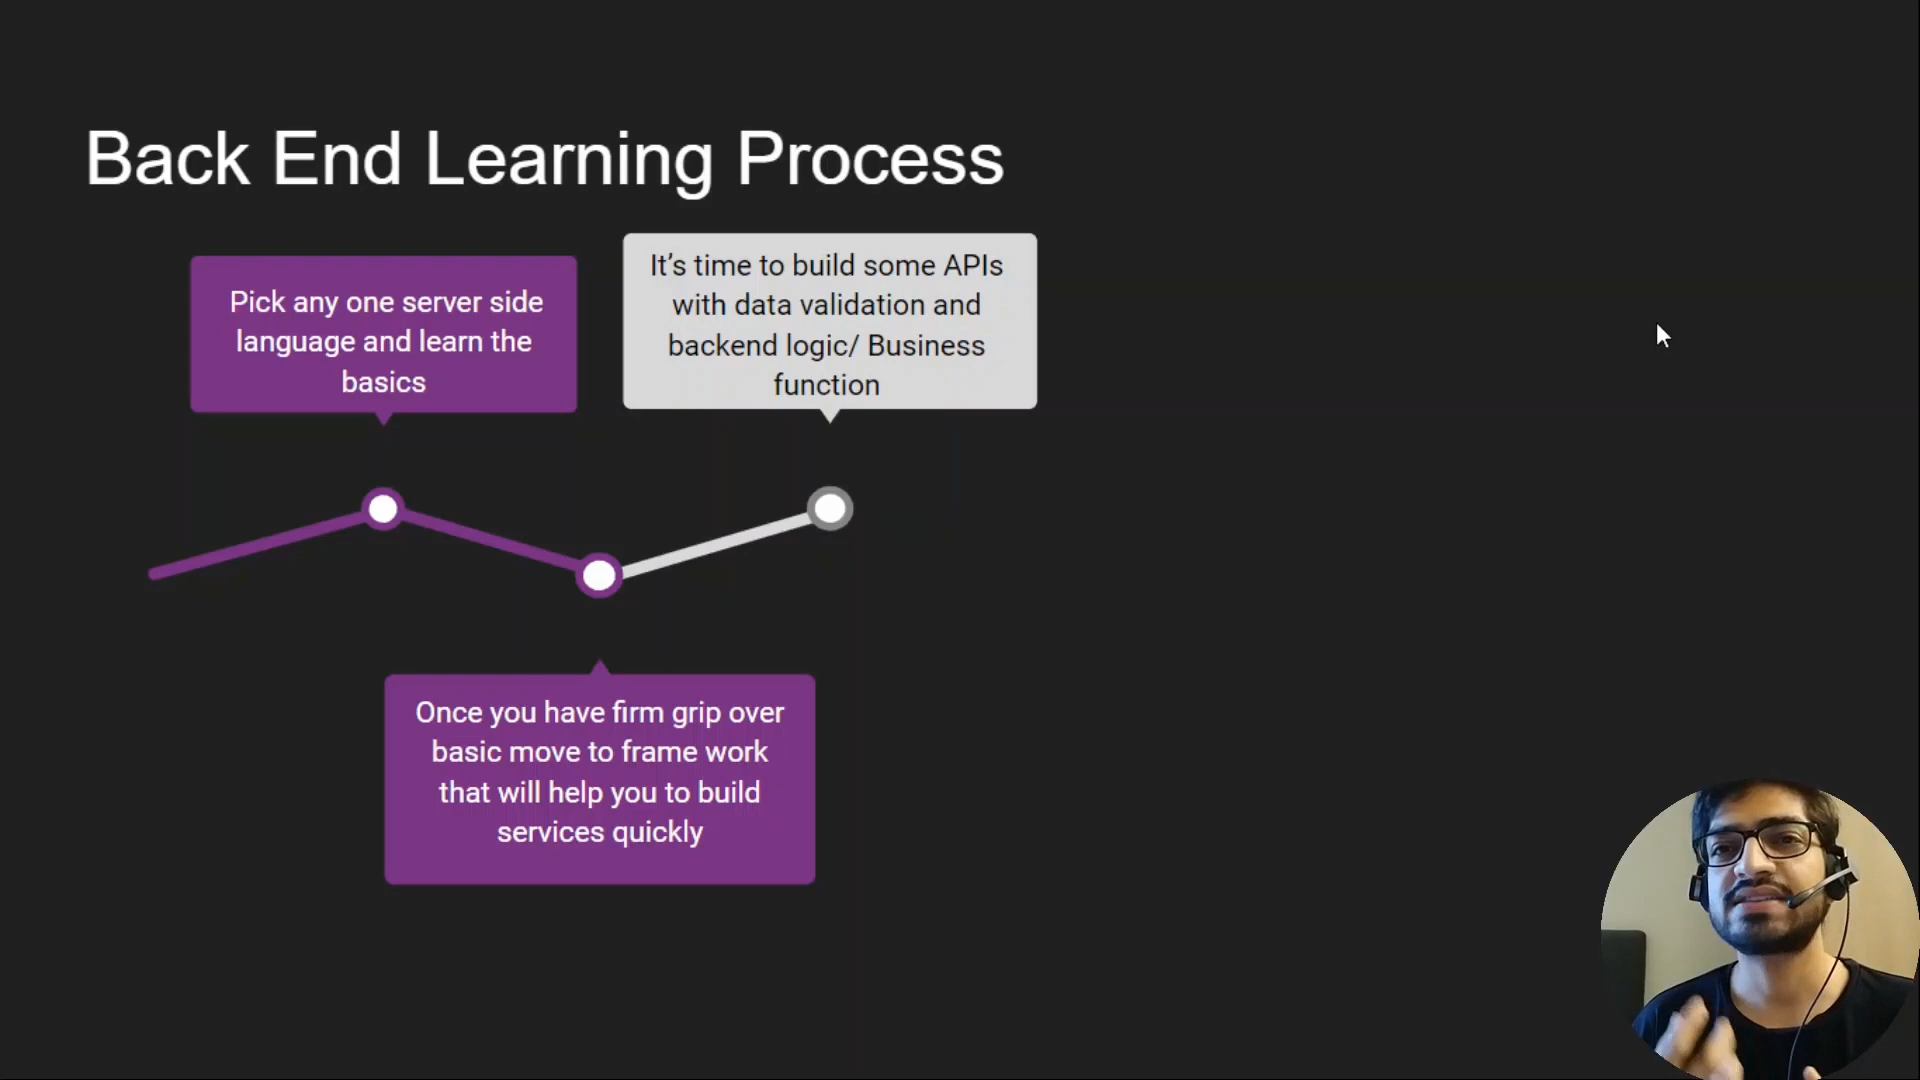 Back End Learning Process
Pick any one server side
language and learn the
basics
It’s time to build some APIs
with data validation and
backend logic/ Business
function
Once you have firm grip over
basic move to frame work
that will help you to build
services quickly